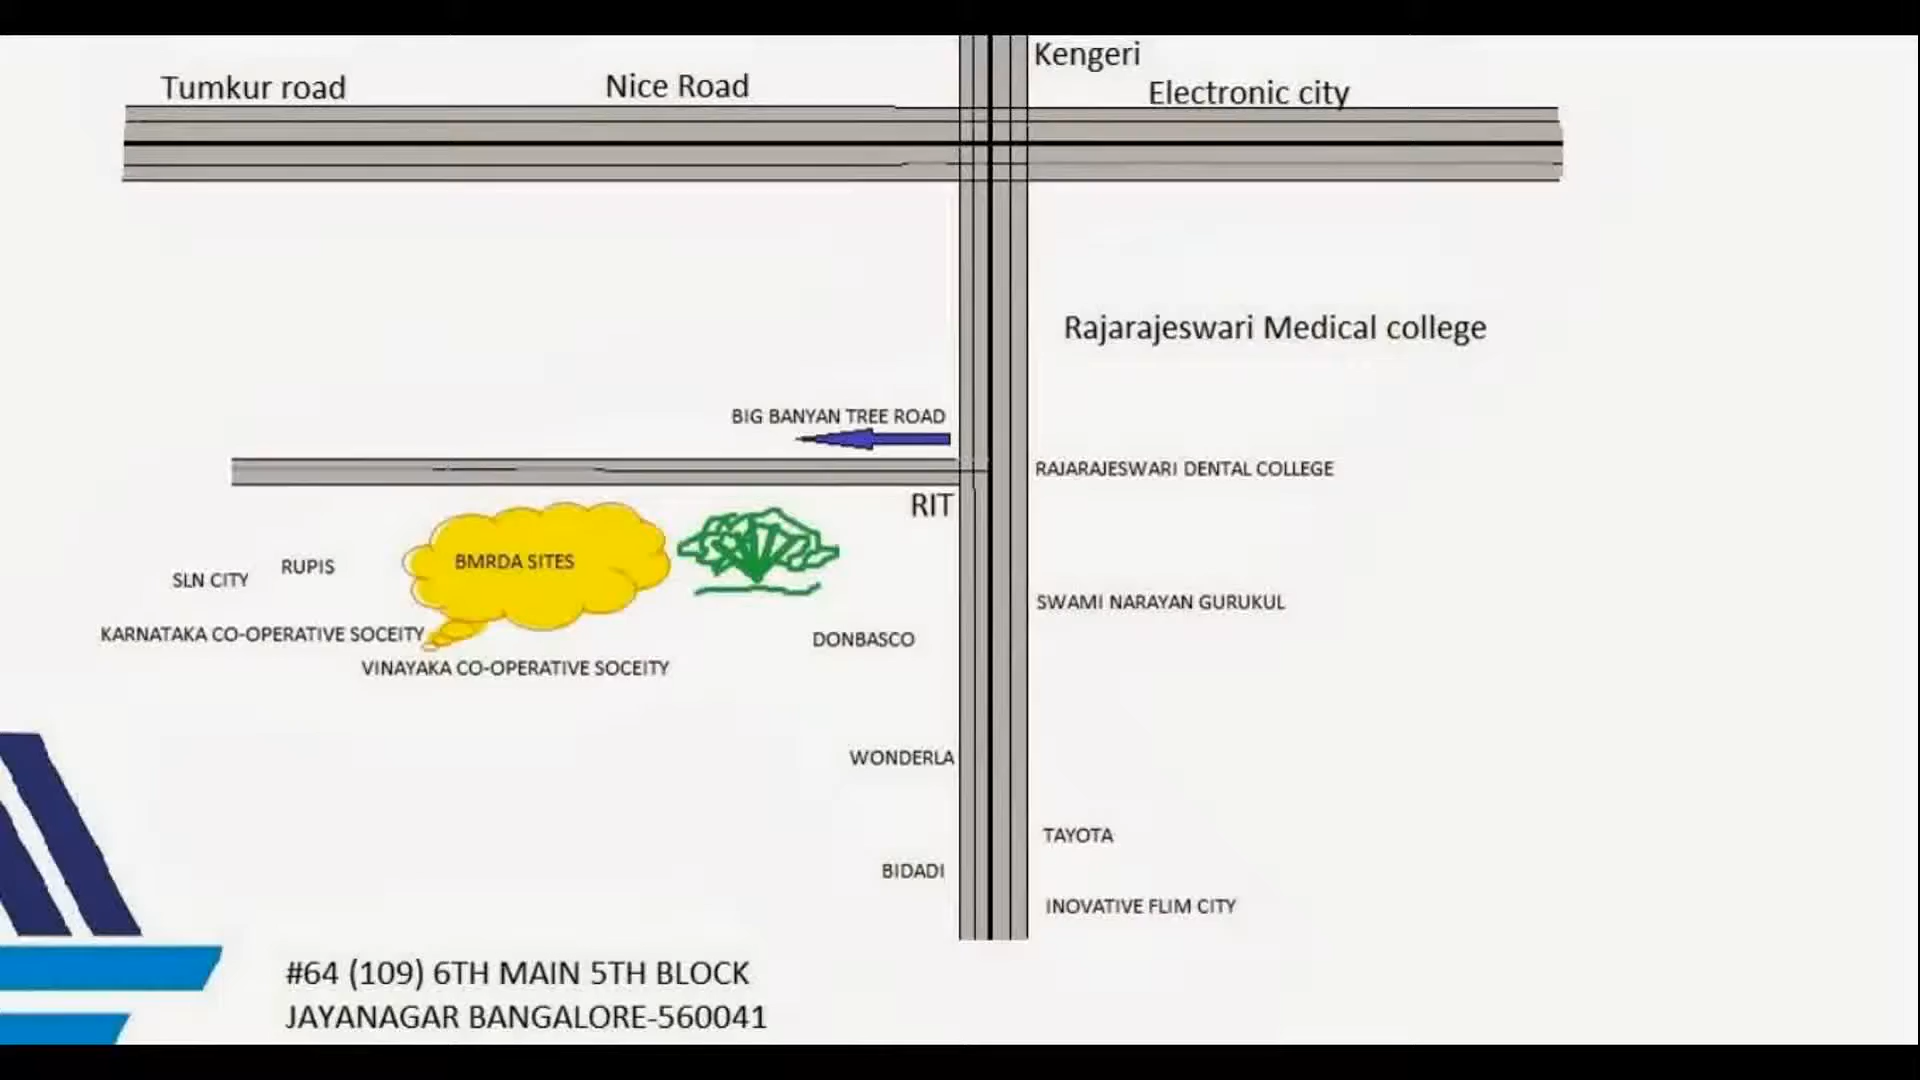 Kengeri
Tumkur road
Nice Road
Electronic city
Rajarajeswari Medical college
BIG BANYAN TREE ROAD
RAJARAJESWARI DENTAL COLLEGE
RIT
BMRDA SITES
RUPIS
SLN CITY
SWAMI NARAYAN GURUKUL
KARNATAKA CO-OPERATIVE SOCEITY
DONBASCO
VINAYAKA CO-OPERATIVE SOCEITY
WONDERLA
TAYOTA
BIDADI
INOVATIVE FLIM CITY
#64 (109) 6TH MAIN 5TH BLOCK
JAYANAGAR BANGALORE-560041